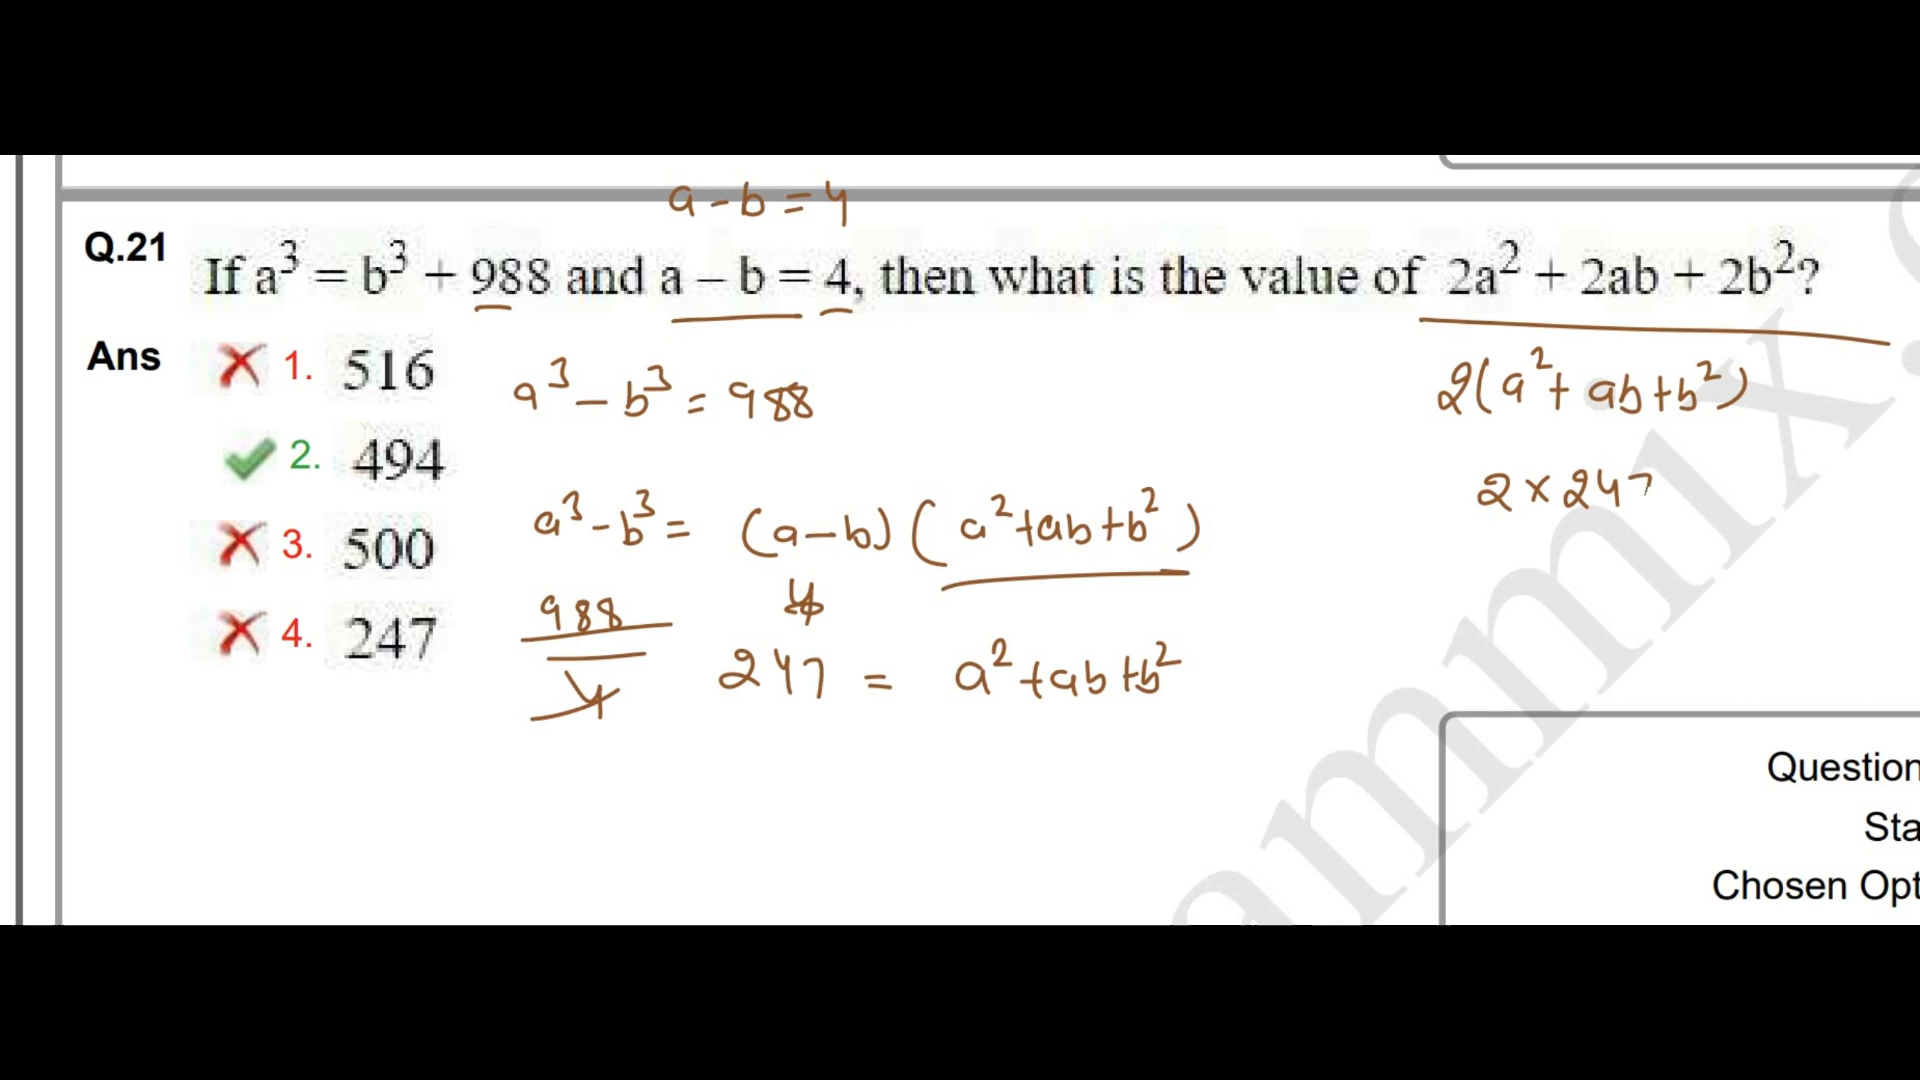 a - b = 4
Q.21 If a³ = b³ + 988 and a – b = 4, then what is the value of 2a² + 2ab + 2b²?
Ans
1. 516
2. 494
3. 500
4. 247
a³ - b³ = 988
2(a² + ab + b²)
2 × 247
a³ - b³ = (a - b) (a² + ab + b²)
988
4
4
247 = a² + ab + b²
Question
Sta
Chosen Opt
ammix.